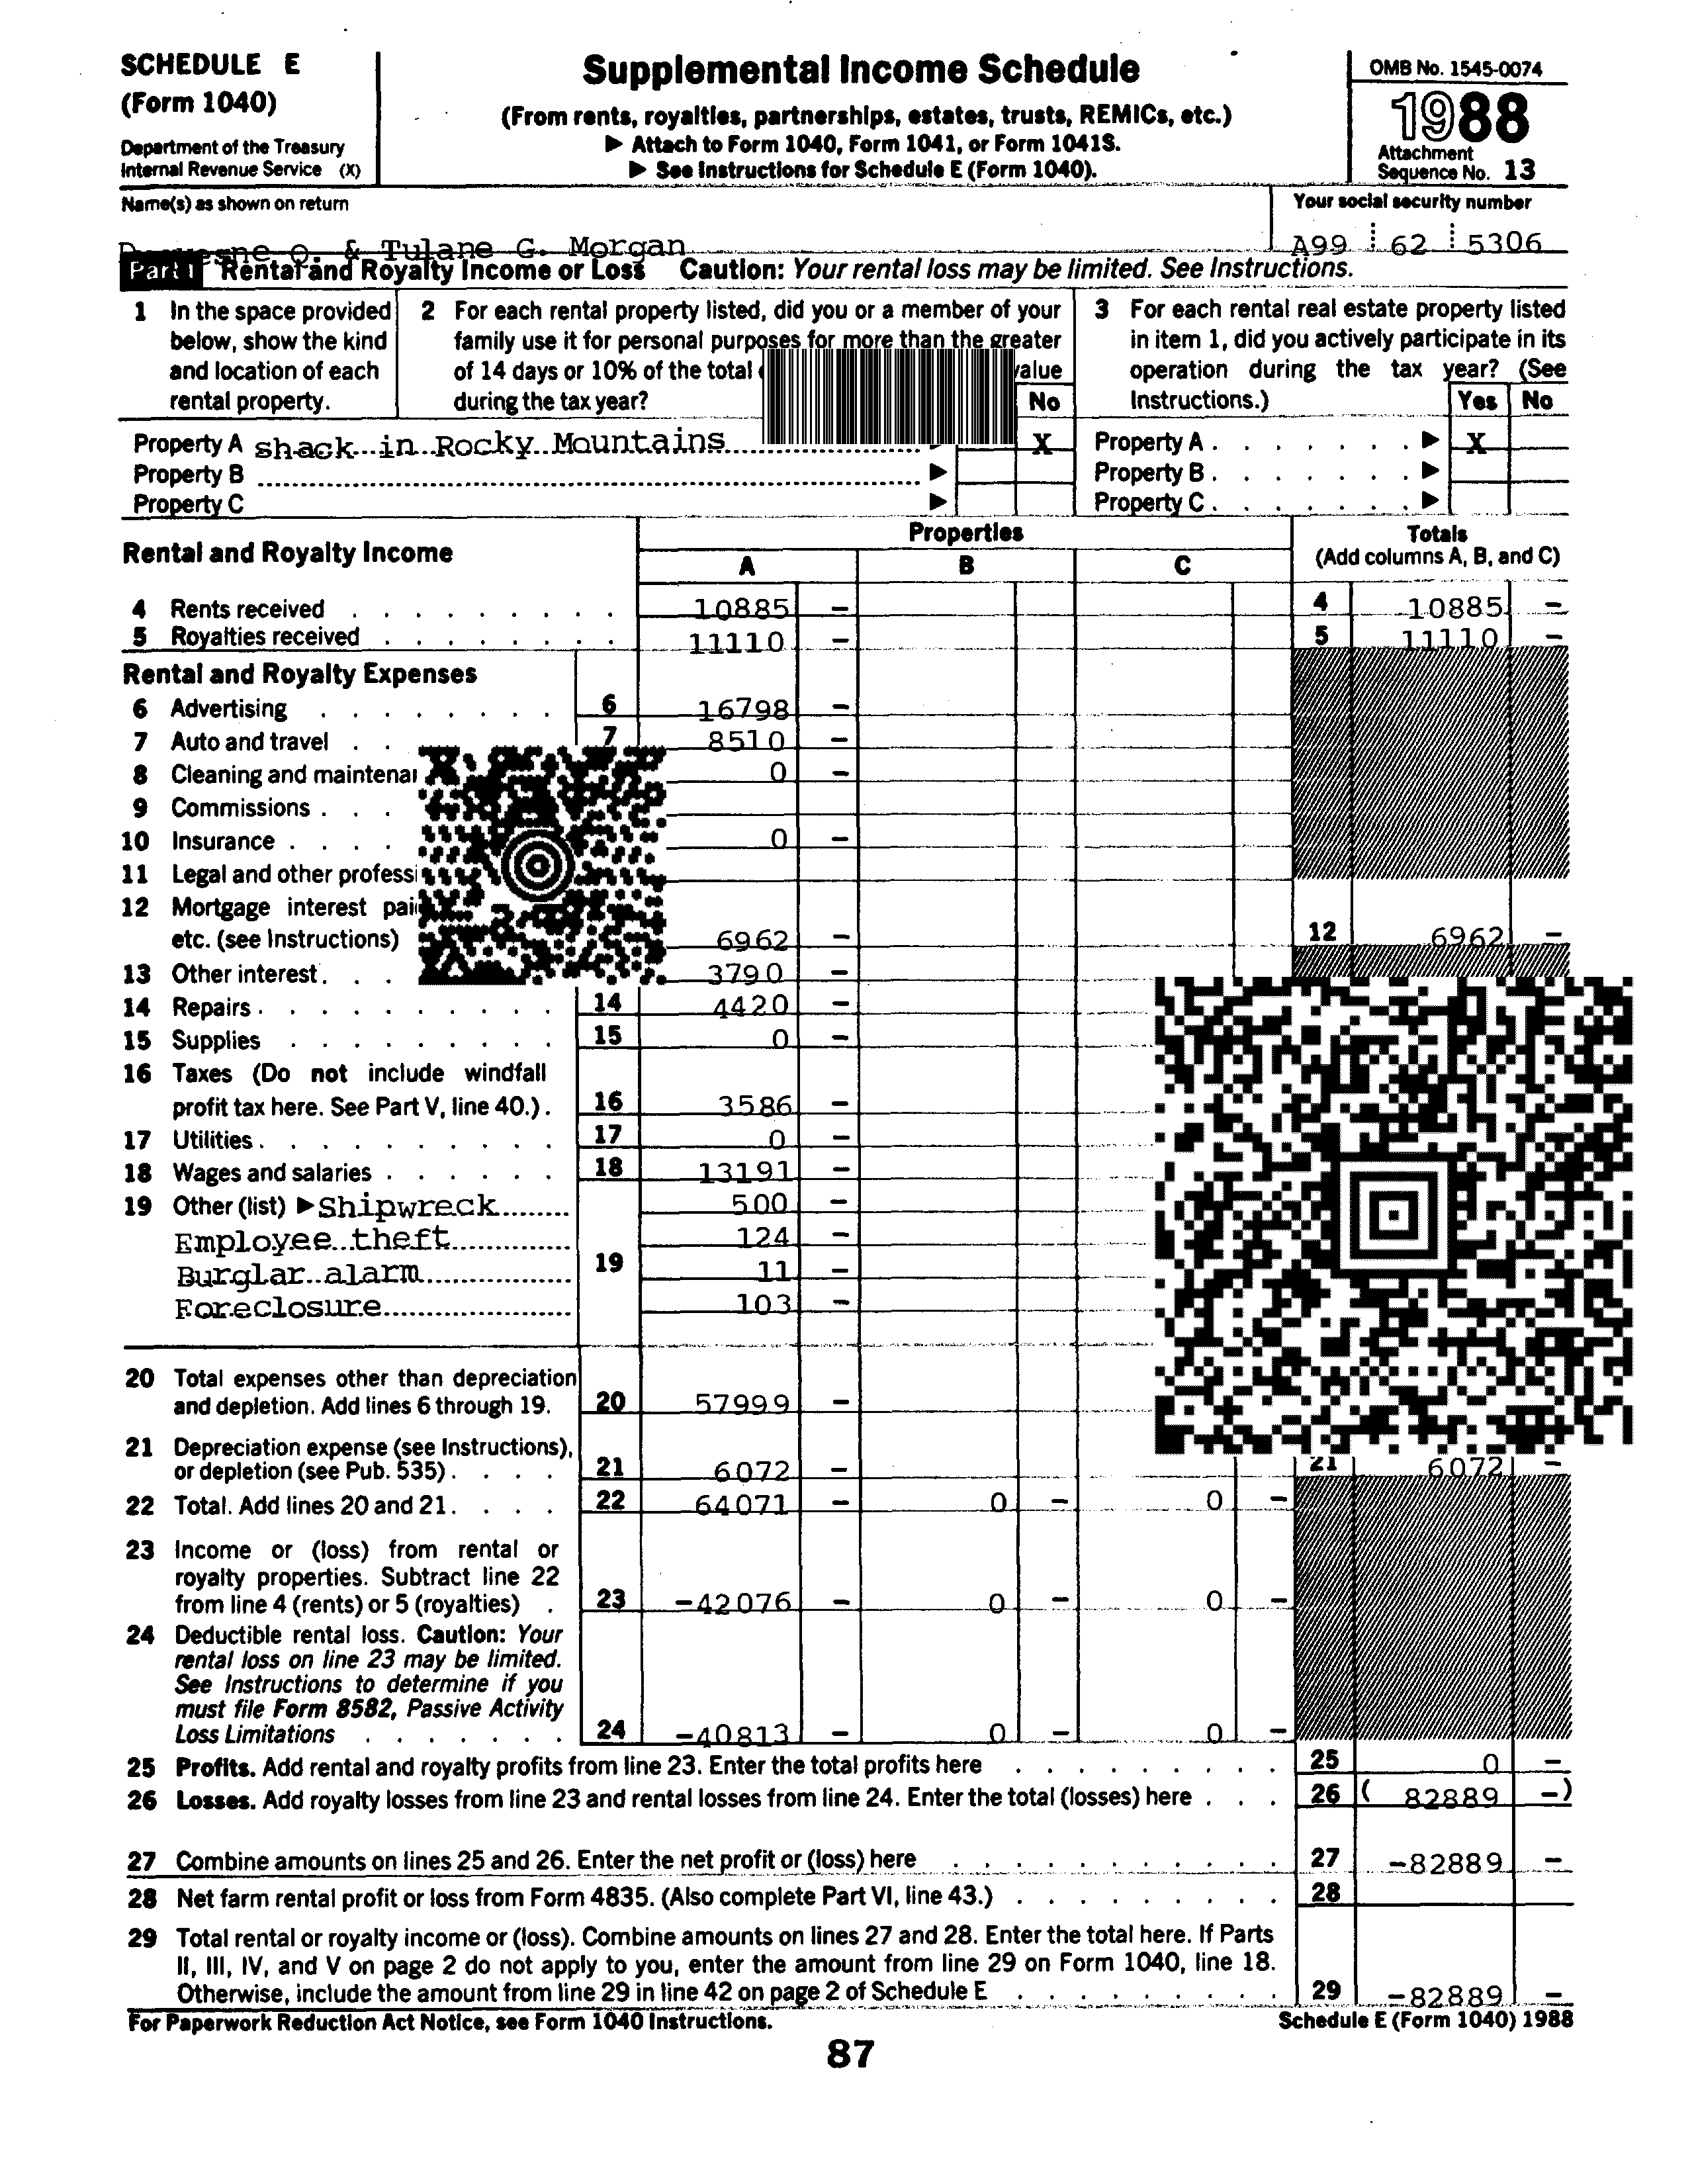 SCHEDULE E
(Form 1040)
Department of the Treasury
Internal Revenue Service (X)
Supplemental Income Schedule
(From rents, royalties, partnerships, estates, trusts, REMICs, etc.)
▶ Attach to Form 1040, Form 1041, or Form 1041S.
▶ See Instructions for Schedule E (Form 1040).
OMB No. 1545-0074
1988
Attachment
Sequence No. 13
Name(s) as shown on return
Your social security number
& Tulane G. Morgan
A99 62 5306
Part I Rental and Royalty Income or Loss Caution: Your rental loss may be limited. See Instructions.
1 In the space provided
below, show the kind
and location of each
rental property.
2 For each rental property listed, did you or a member of your
family use it for personal purposes for more than the greater
of 14 days or 10% of the total value
during the tax year?
No
3 For each rental real estate property listed
in item 1, did you actively participate in its
operation during the tax year? (See
Instructions.) Yes No
Property A shack in Rocky Mountains X
Property B ▶
Property C ▶
Property A ▶ X
Property B ▶
Property C ▶
Rental and Royalty Income
Properties
A B C
Totals
(Add columns A, B, and C)
4 Rents received 10885 – 4 10885 –
5 Royalties received 11110 – 5 11110 –
Rental and Royalty Expenses
6 Advertising 6 16798 –
7 Auto and travel 7 8510 –
8 Cleaning and 0 –
9 Commissions
10 Insurance 0 –
11 Legal and other
12 Mortgage interest
etc. (see Instructions) 6962 – 12 6962 –
13 Other interest 3790 –
14 Repairs 14 4420 –
15 Supplies 15 0 –
16 Taxes (Do not include windfall
profit tax here. See Part V, line 40.) 16 3586 –
17 Utilities 17 0 –
18 Wages and salaries 18 13191 –
19 Other (list) ▶ Shipwreck 500 –
Employee theft 124 –
Burglar alarm 19 11 –
Foreclosure 103 –
20 Total expenses other than depreciation
and depletion. Add lines 6 through 19. 20 57999 –
21 Depreciation expense (see Instructions),
or depletion (see Pub. 535) 21 6072 – 21 6072 –
22 Total. Add lines 20 and 21 22 64071 – 0 – 0 –
23 Income or (loss) from rental or
royalty properties. Subtract line 22
from line 4 (rents) or 5 (royalties) 23 -42076 – 0 – 0 –
24 Deductible rental loss. Caution: Your
rental loss on line 23 may be limited.
See Instructions to determine if you
must file Form 8582, Passive Activity
Loss Limitations 24 -40813 – 0 – 0 –
25 Profits. Add rental and royalty profits from line 23. Enter the total profits here 25 0 –
26 Losses. Add royalty losses from line 23 and rental losses from line 24. Enter the total (losses) here 26 ( 82889 –)
27 Combine amounts on lines 25 and 26. Enter the net profit or (loss) here 27 -82889 –
28 Net farm rental profit or loss from Form 4835. (Also complete Part VI, line 43.) 28
29 Total rental or royalty income or (loss). Combine amounts on lines 27 and 28. Enter the total here. If Parts
II, III, IV, and V on page 2 do not apply to you, enter the amount from line 29 on Form 1040, line 18.
Otherwise, include the amount from line 29 in line 42 on page 2 of Schedule E 29 -82889 –
For Paperwork Reduction Act Notice, see Form 1040 Instructions. Schedule E (Form 1040) 1988
87